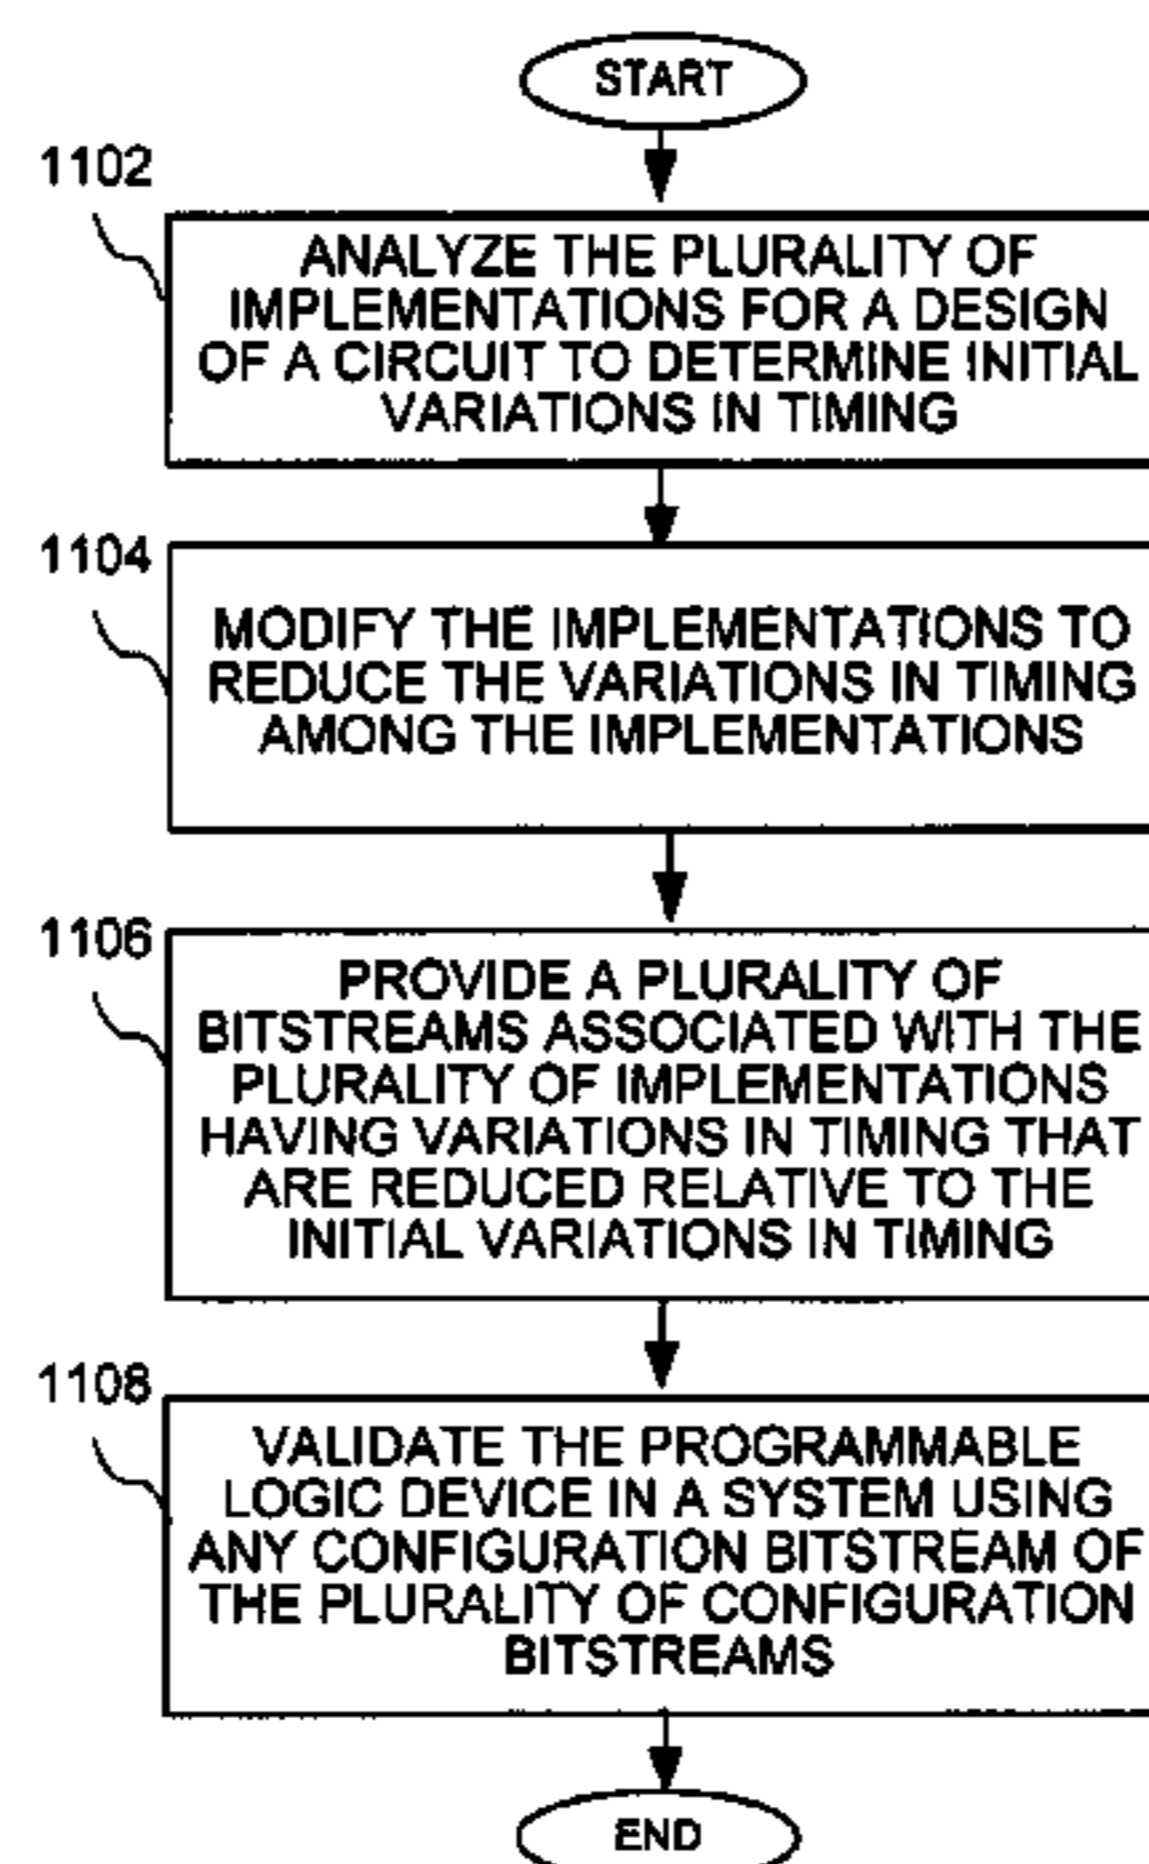 START
1102
ANALYZE THE PLURALITY OF
IMPLEMENTATIONS FOR A DESIGN
OF A CIRCUIT TO DETERMINE INITIAL
VARIATIONS IN TIMING
1104
MODIFY THE IMPLEMENTATIONS TO
REDUCE THE VARIATIONS IN TIMING
AMONG THE IMPLEMENTATIONS
1106
PROVIDE A PLURALITY OF
BITSTREAMS ASSOCIATED WITH THE
PLURALITY OF IMPLEMENTATIONS
HAVING VARIATIONS IN TIMING THAT
ARE REDUCED RELATIVE TO THE
INITIAL VARIATIONS IN TIMING
1108
VALIDATE THE PROGRAMMABLE
LOGIC DEVICE IN A SYSTEM USING
ANY CONFIGURATION BITSTREAM OF
THE PLURALITY OF CONFIGURATION
BITSTREAMS
END